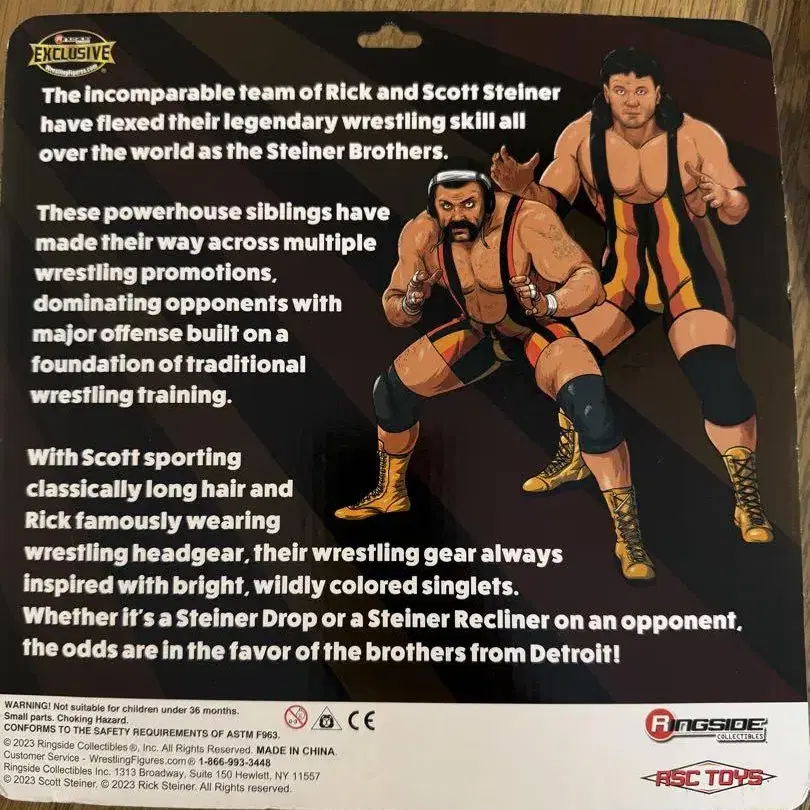 RINGSIDE
EXCLUSIVE
WrestlingFigures.com®
The incomparable team of Rick and Scott Steiner
have flexed their legendary wrestling skill all
over the world as the Steiner Brothers.
These powerhouse siblings have
made their way across multiple
wrestling promotions,
dominating opponents with
major offense built on a
foundation of traditional
wrestling training.
With Scott sporting
classically long hair and
Rick famously wearing
wrestling headgear, their wrestling gear always
inspired with bright, wildly colored singlets.
Whether it's a Steiner Drop or a Steiner Recliner on an opponent,
the odds are in the favor of the brothers from Detroit!
WARNING! Not suitable for children under 36 months.
Small parts. Choking Hazard.
CONFORMS TO THE SAFETY REQUIREMENTS OF ASTM F963.
0-3
CE
© 2023 Ringside Collectibles®, Inc. All Rights Reserved. MADE IN CHINA.
Customer Service - WrestlingFigures.com® 1-866-993-3448
Ringside Collectibles Inc. 1313 Broadway, Suite 150 Hewlett, NY 11557
© 2023 Scott Steiner. © 2023 Rick Steiner. All Rights reserved.
RINGSIDE
COLLECTIBLES
RSC TOYS